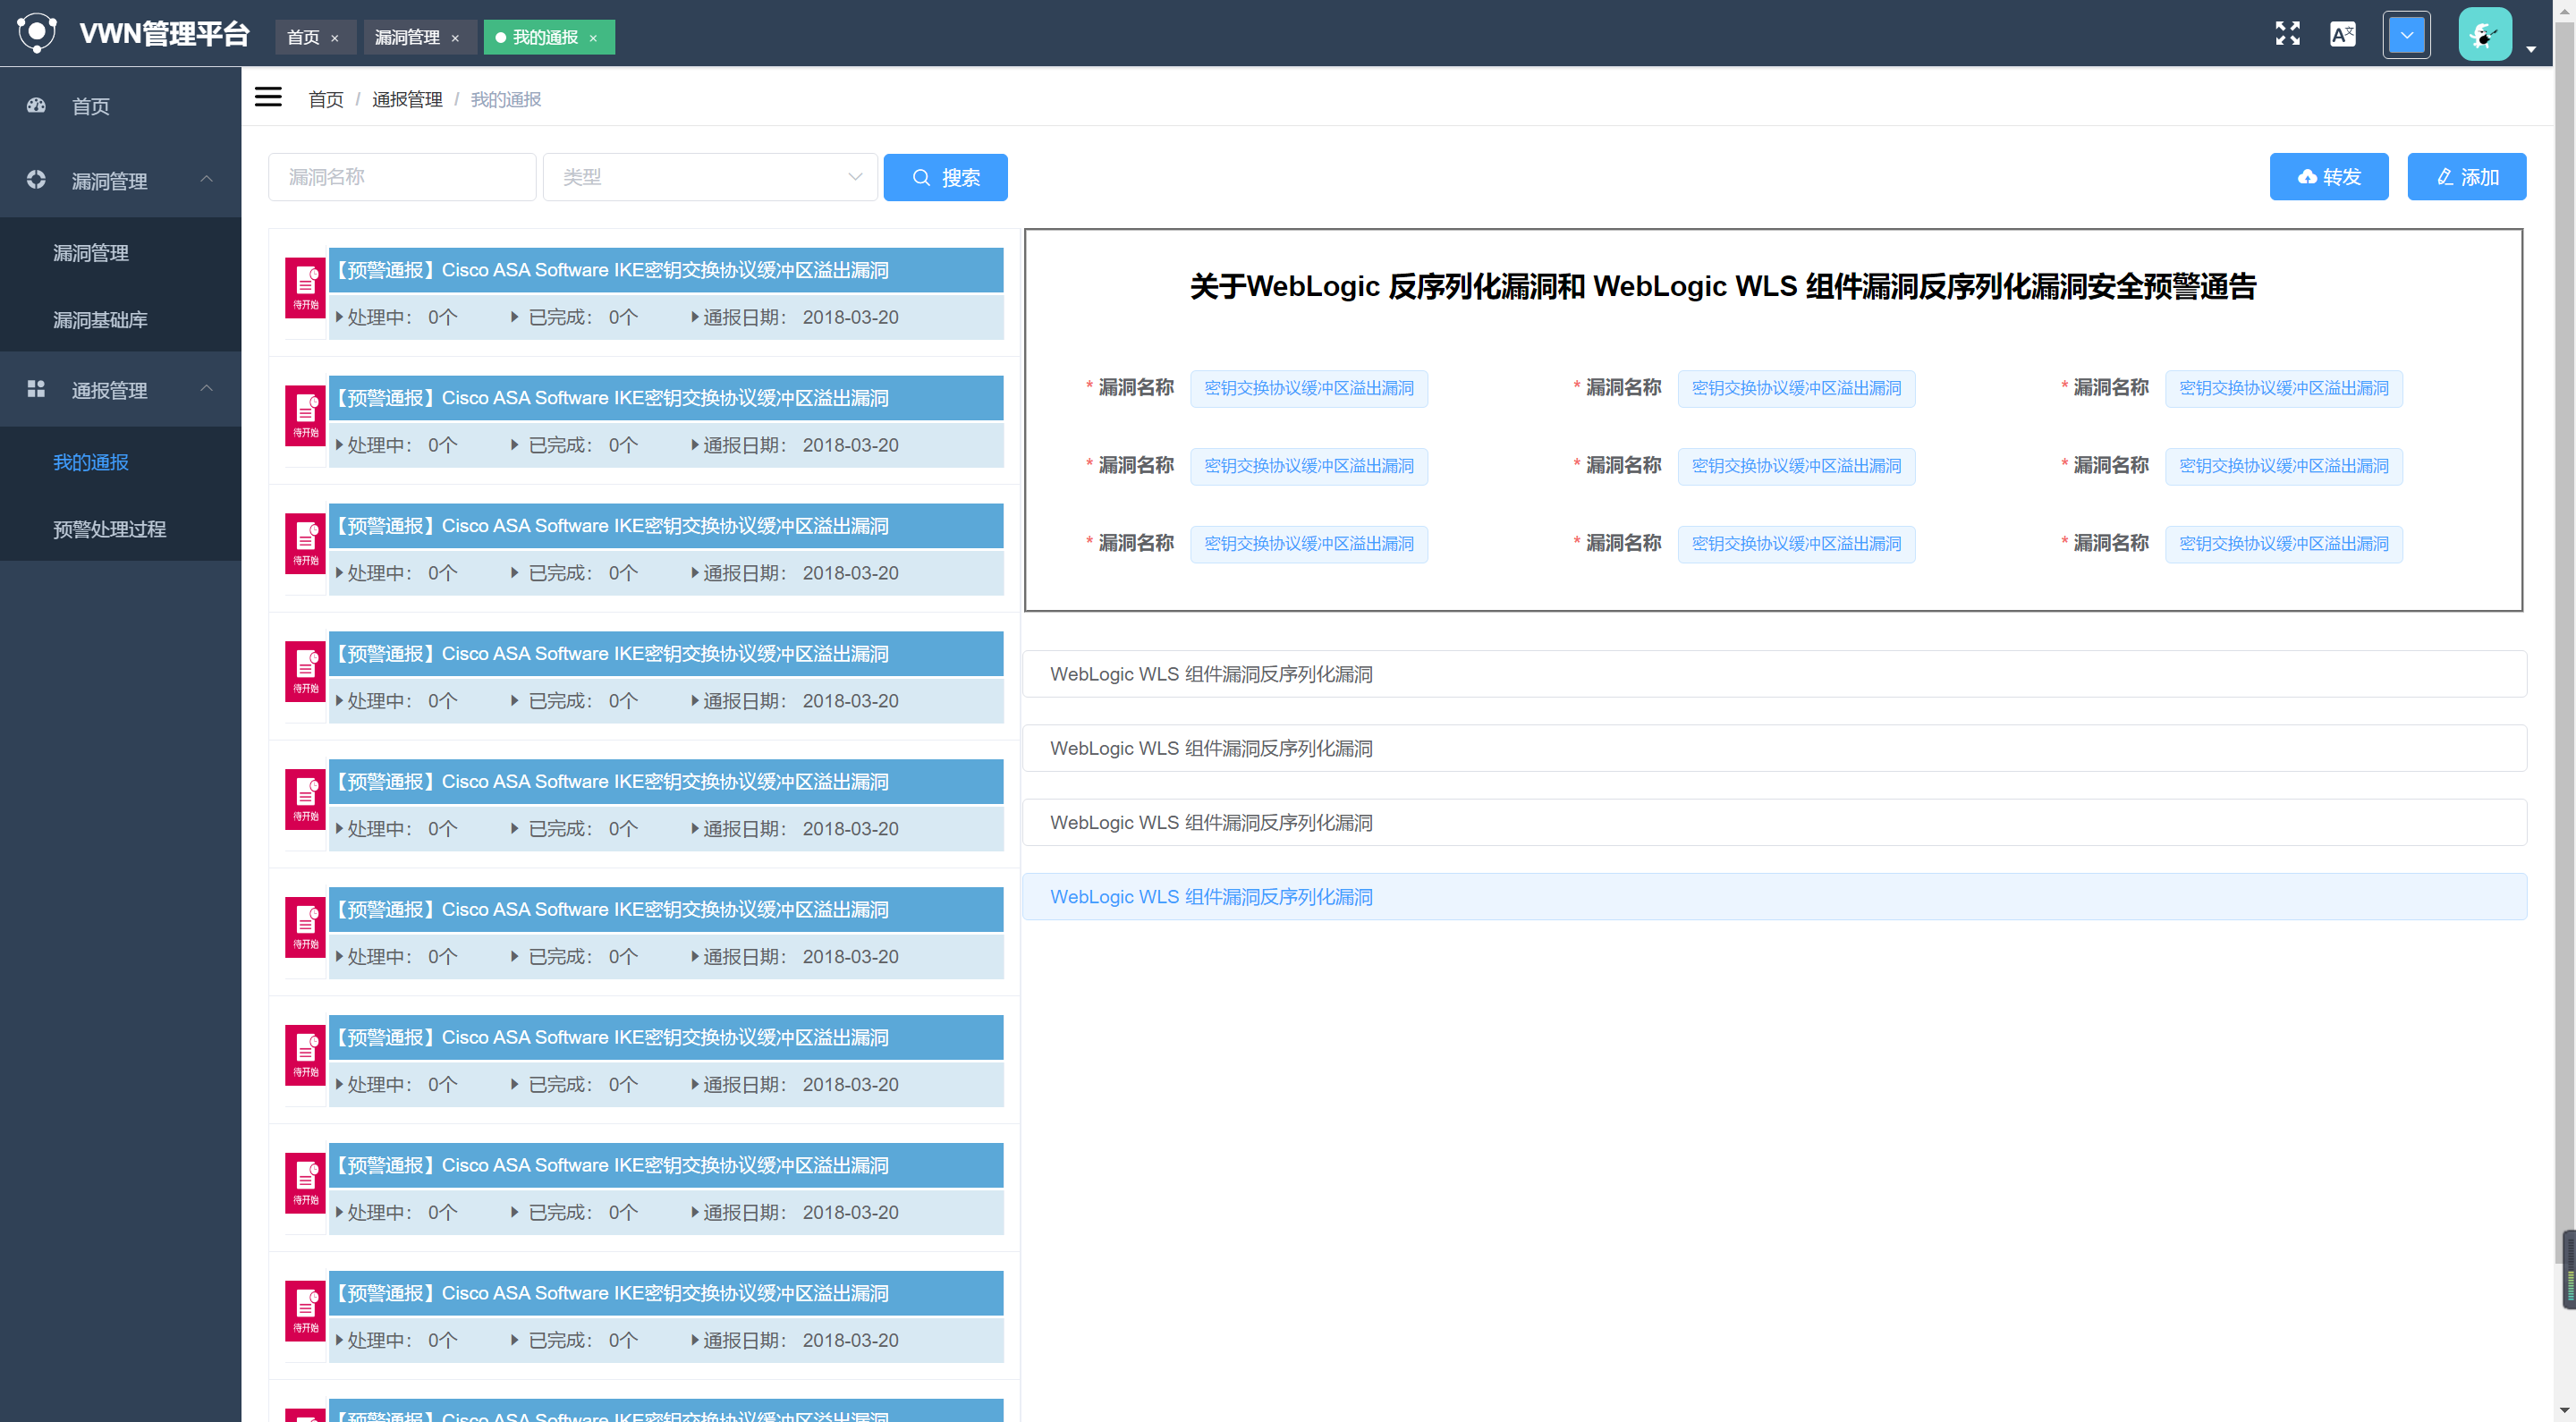 VWN管理平台
首页 ×
漏洞管理 ×
我的通报 ×
首页
漏洞管理
漏洞管理
漏洞基础库
通报管理
我的通报
预警处理过程
首页 / 通报管理 / 我的通报
漏洞名称
类型
搜索
转发
添加
【预警通报】Cisco ASA Software IKE密钥交换协议缓冲区溢出漏洞
待开始
处理中： 0个 已完成： 0个 通报日期： 2018-03-20
【预警通报】Cisco ASA Software IKE密钥交换协议缓冲区溢出漏洞
待开始
处理中： 0个 已完成： 0个 通报日期： 2018-03-20
【预警通报】Cisco ASA Software IKE密钥交换协议缓冲区溢出漏洞
待开始
处理中： 0个 已完成： 0个 通报日期： 2018-03-20
【预警通报】Cisco ASA Software IKE密钥交换协议缓冲区溢出漏洞
待开始
处理中： 0个 已完成： 0个 通报日期： 2018-03-20
【预警通报】Cisco ASA Software IKE密钥交换协议缓冲区溢出漏洞
待开始
处理中： 0个 已完成： 0个 通报日期： 2018-03-20
【预警通报】Cisco ASA Software IKE密钥交换协议缓冲区溢出漏洞
待开始
处理中： 0个 已完成： 0个 通报日期： 2018-03-20
【预警通报】Cisco ASA Software IKE密钥交换协议缓冲区溢出漏洞
待开始
处理中： 0个 已完成： 0个 通报日期： 2018-03-20
【预警通报】Cisco ASA Software IKE密钥交换协议缓冲区溢出漏洞
待开始
处理中： 0个 已完成： 0个 通报日期： 2018-03-20
【预警通报】Cisco ASA Software IKE密钥交换协议缓冲区溢出漏洞
待开始
处理中： 0个 已完成： 0个 通报日期： 2018-03-20
【预警通报】Cisco ASA Software IKE密钥交换协议缓冲区溢出漏洞
关于WebLogic 反序列化漏洞和 WebLogic WLS 组件漏洞反序列化漏洞安全预警通告
* 漏洞名称 密钥交换协议缓冲区溢出漏洞 * 漏洞名称 密钥交换协议缓冲区溢出漏洞 * 漏洞名称 密钥交换协议缓冲区溢出漏洞
* 漏洞名称 密钥交换协议缓冲区溢出漏洞 * 漏洞名称 密钥交换协议缓冲区溢出漏洞 * 漏洞名称 密钥交换协议缓冲区溢出漏洞
* 漏洞名称 密钥交换协议缓冲区溢出漏洞 * 漏洞名称 密钥交换协议缓冲区溢出漏洞 * 漏洞名称 密钥交换协议缓冲区溢出漏洞
WebLogic WLS 组件漏洞反序列化漏洞
WebLogic WLS 组件漏洞反序列化漏洞
WebLogic WLS 组件漏洞反序列化漏洞
WebLogic WLS 组件漏洞反序列化漏洞